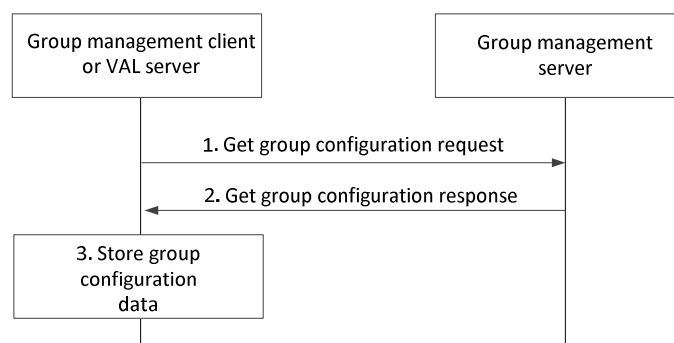 Group management client
or VAL server
Group management
server
1. Get group configuration request
2. Get group configuration response
3. Store group
configuration
data